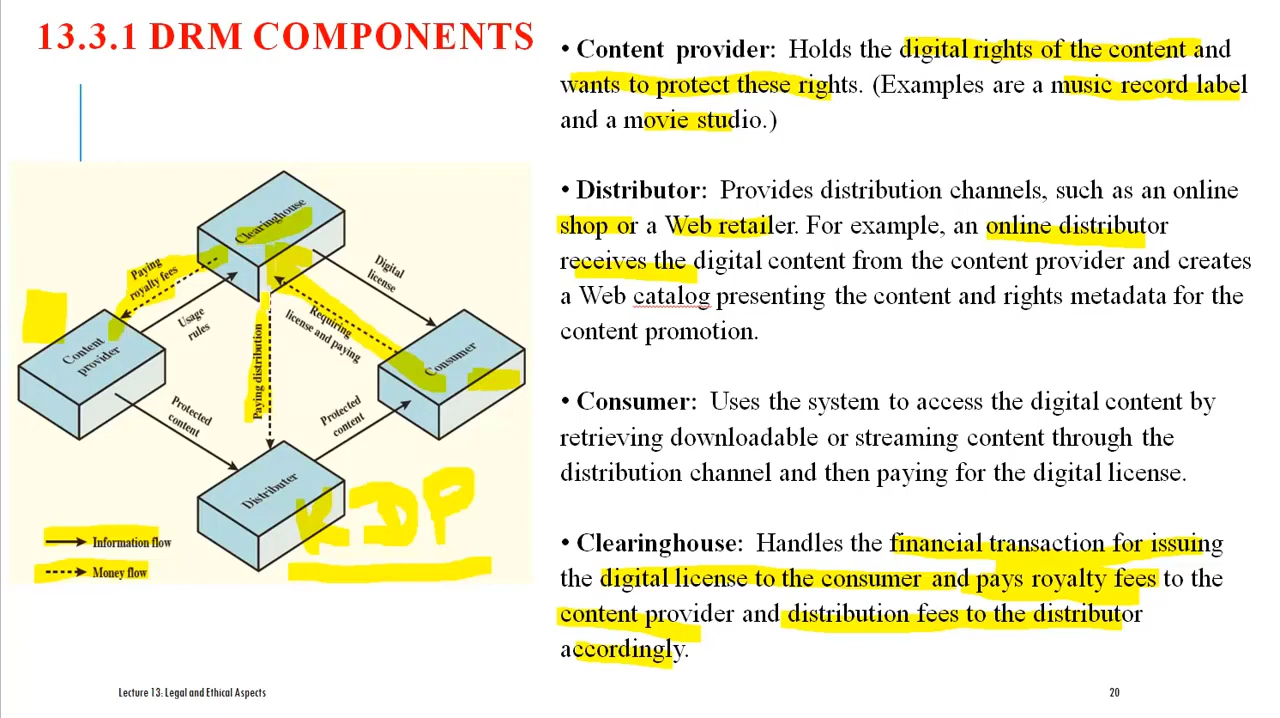 13.3.1 DRM COMPONENTS
• Content provider: Holds the digital rights of the content and
wants to protect these rights. (Examples are a music record label
and a movie studio.)
• Distributor: Provides distribution channels, such as an online
shop or a Web retailer. For example, an online distributor
receives the digital content from the content provider and creates
a Web catalog presenting the content and rights metadata for the
content promotion.
• Consumer: Uses the system to access the digital content by
retrieving downloadable or streaming content through the
distribution channel and then paying for the digital license.
• Clearinghouse: Handles the financial transaction for issuing
the digital license to the consumer and pays royalty fees to the
content provider and distribution fees to the distributor
accordingly.
Clearinghouse
Paying
royalty fees
Digital
license
Usage
rules
Requiring
license and paying
Paying distribution
Content
provider
Consumer
Protected
content
Protected
content
Distributer
KDP
Information flow
Money flow
Lecture 13: Legal and Ethical Aspects
20